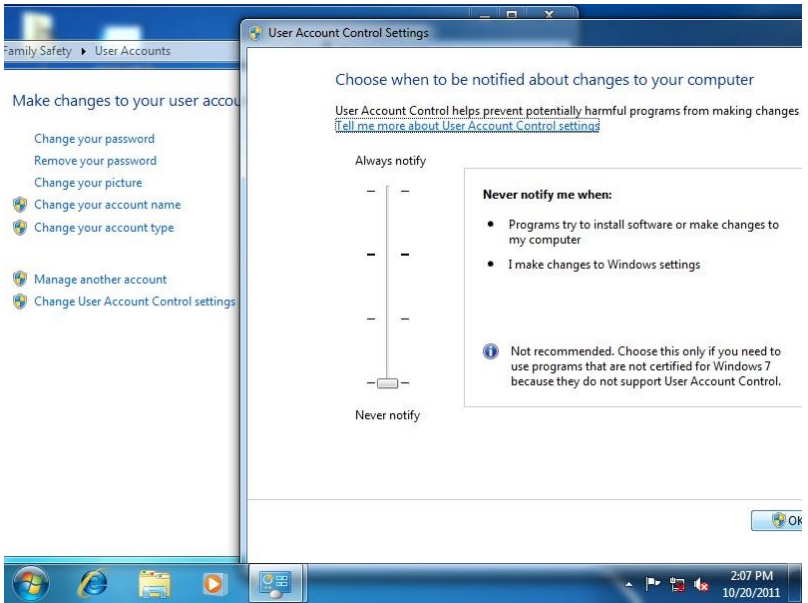 Family Safety ▸ User Accounts
Make changes to your user accou
Change your password
Remove your password
Change your picture
Change your account name
Change your account type
Manage another account
Change User Account Control settings
User Account Control Settings
Choose when to be notified about changes to your computer
User Account Control helps prevent potentially harmful programs from making changes
Tell me more about User Account Control settings
Always notify
Never notify me when:
• Programs try to install software or make changes to
my computer
• I make changes to Windows settings
Not recommended. Choose this only if you need to
use programs that are not certified for Windows 7
because they do not support User Account Control.
Never notify
OK
2:07 PM
10/20/2011